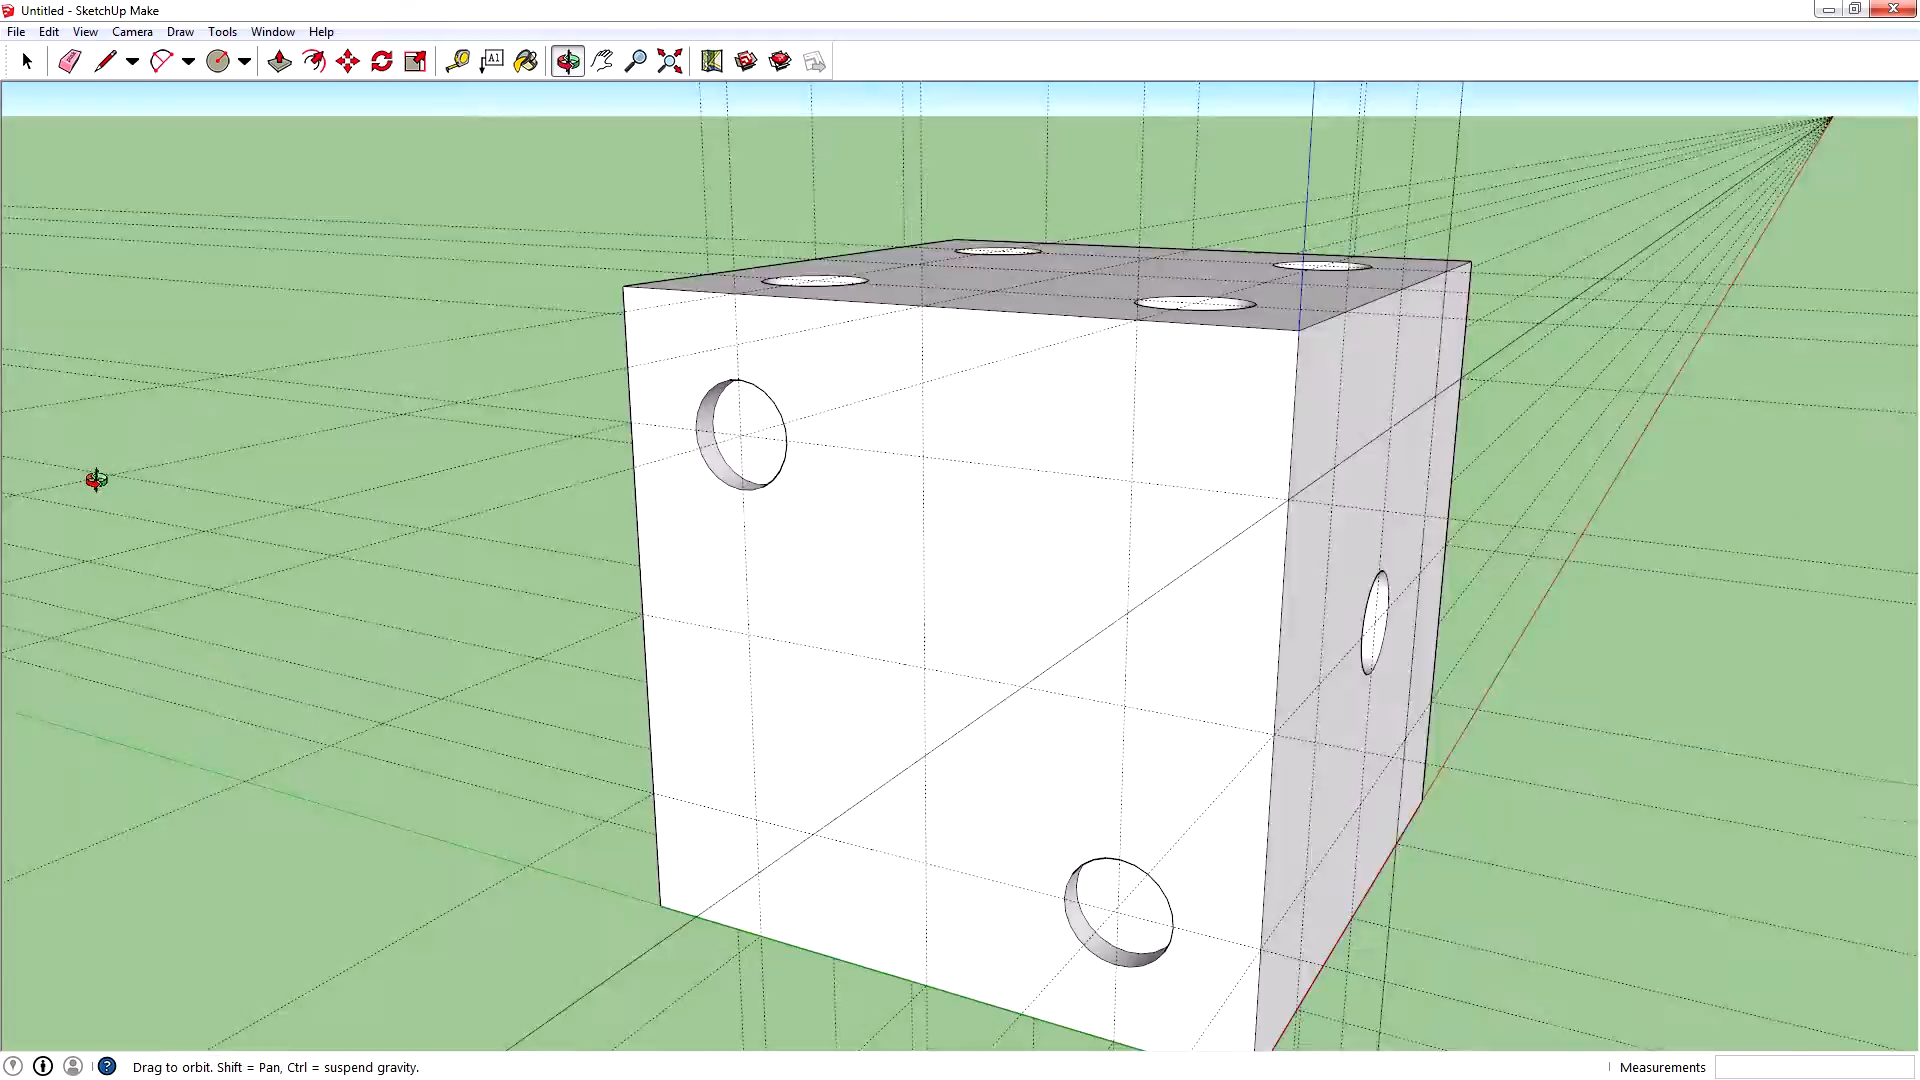 Untitled - SketchUp Make
File Edit View Camera Draw Tools Window Help
A1
Drag to orbit. Shift = Pan, Ctrl = suspend gravity.
Measurements